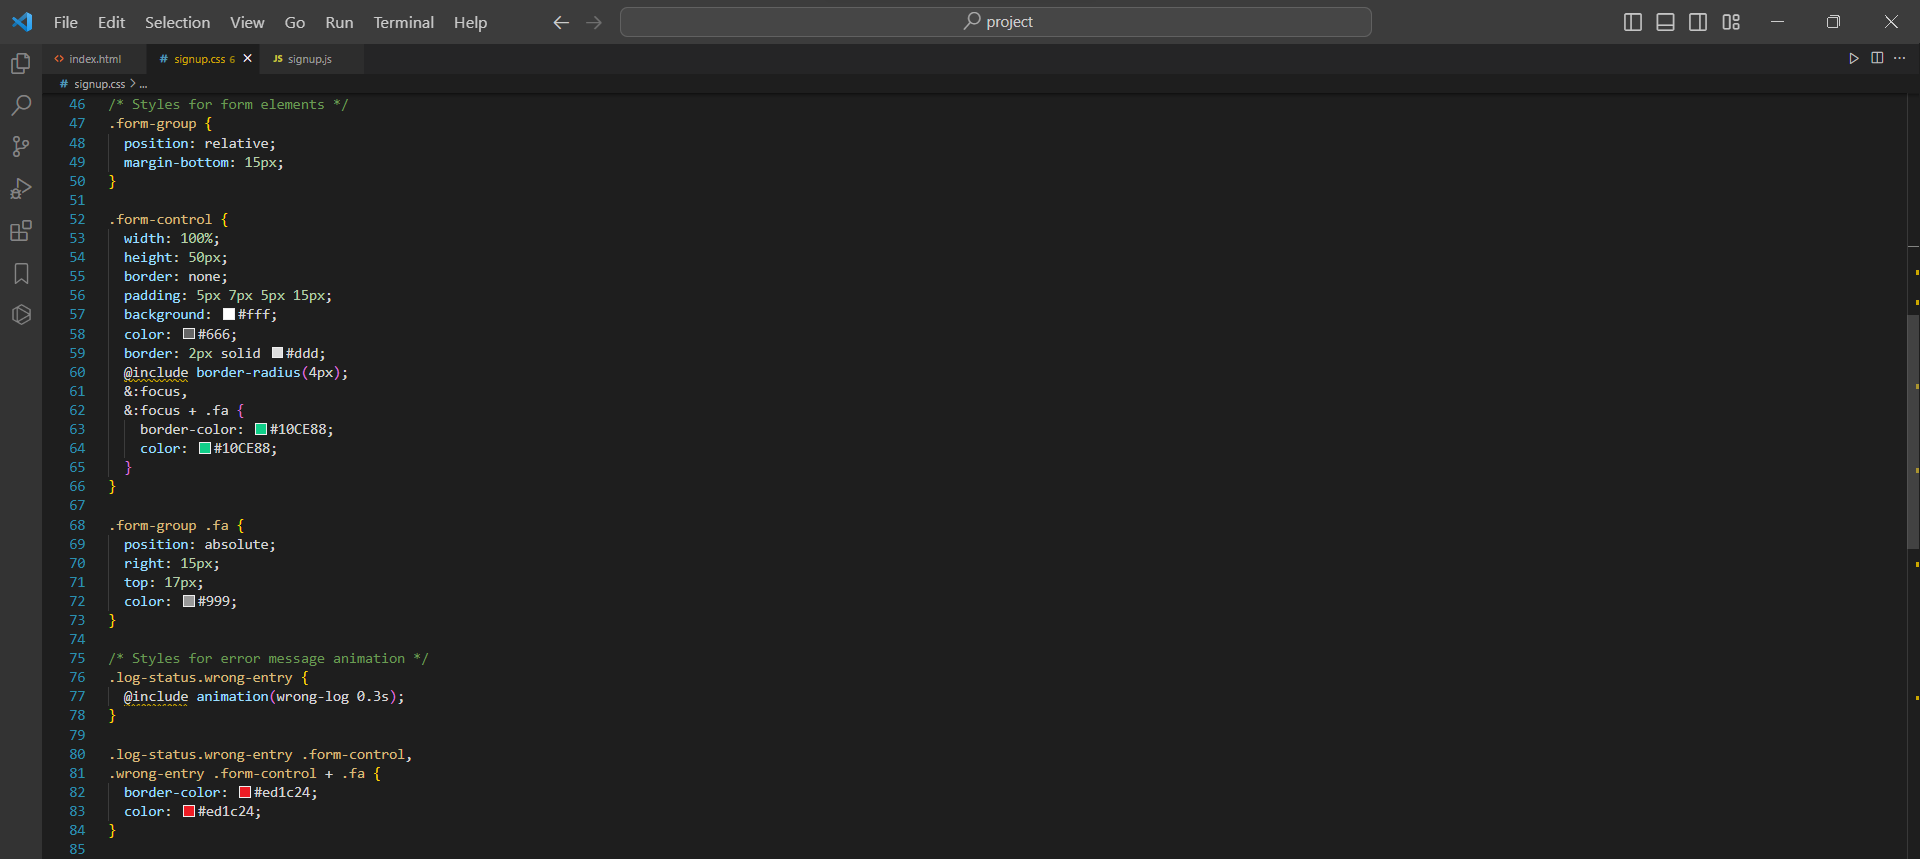 File Edit Selection View Go Run Terminal Help project
index.html # signup.css 6 JS signup.js
# signup.css > ...
46 /* Styles for form elements */
47 .form-group {
48 position: relative;
49 margin-bottom: 15px;
50 }
51
52 .form-control {
53 width: 100%;
54 height: 50px;
55 border: none;
56 padding: 5px 7px 5px 15px;
57 background: #fff;
58 color: #666;
59 border: 2px solid #ddd;
60 @include border-radius(4px);
61 &:focus,
62 &:focus + .fa {
63 border-color: #10CE88;
64 color: #10CE88;
65 }
66 }
67
68 .form-group .fa {
69 position: absolute;
70 right: 15px;
71 top: 17px;
72 color: #999;
73 }
74
75 /* Styles for error message animation */
76 .log-status.wrong-entry {
77 @include animation(wrong-log 0.3s);
78 }
79
80 .log-status.wrong-entry .form-control,
81 .wrong-entry .form-control + .fa {
82 border-color: #ed1c24;
83 color: #ed1c24;
84 }
85